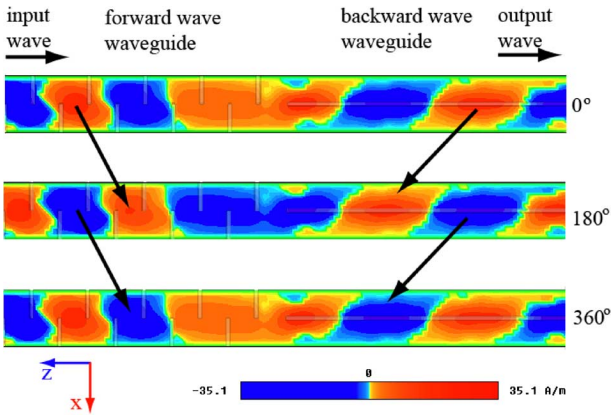 input wave
forward wave waveguide
backward wave waveguide
output wave
0°
180°
360°
z
x
0
-35.1
35.1 A/m